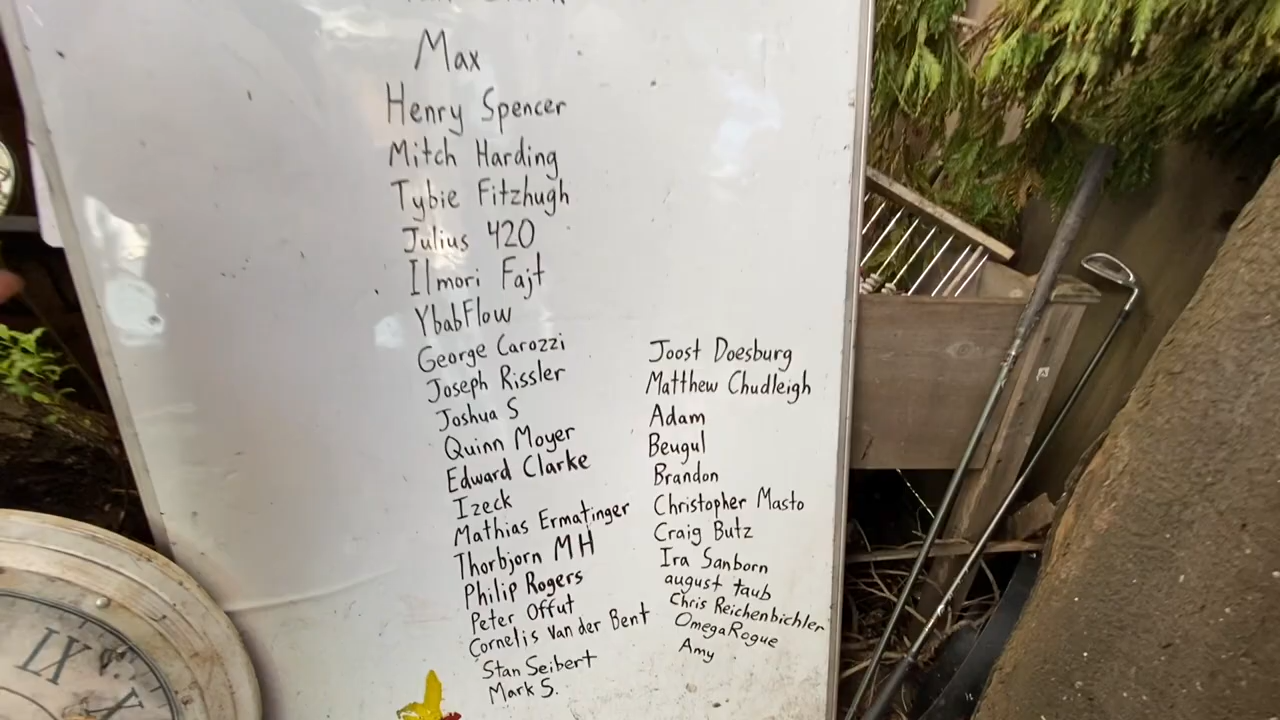 Max
Henry Spencer
Mitch Harding
Tybie Fitzhugh
Julius 420
Ilmori Fajt
YbabFlow
George Carozzi
Joseph Rissler
Joshua S
Quinn Moyer
Edward Clarke
Izeck
Mathias Ermatinger
Thorbjorn MH
Philip Rogers
Peter Offut
Cornelis Van der Bent
Stan Seibert
Mark S.
Joost Doesburg
Matthew Chudleigh
Adam
Beugul
Brandon
Christopher Masto
Craig Butz
Ira Sanborn
august taub
Chris Reichenbichler
OmegaRogue
Amy
IX
X